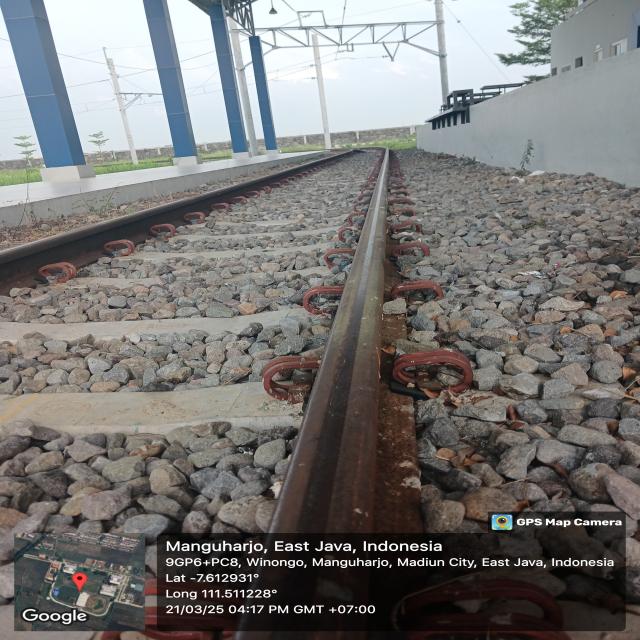 GPS Map Camera
Manguharjo, East Java, Indonesia
9GP6+PC8, Winongo, Manguharjo, Madiun City, East Java, Indonesia
Lat -7.612931°
Long 111.511228°
21/03/25 04:17 PM GMT +07:00
Google